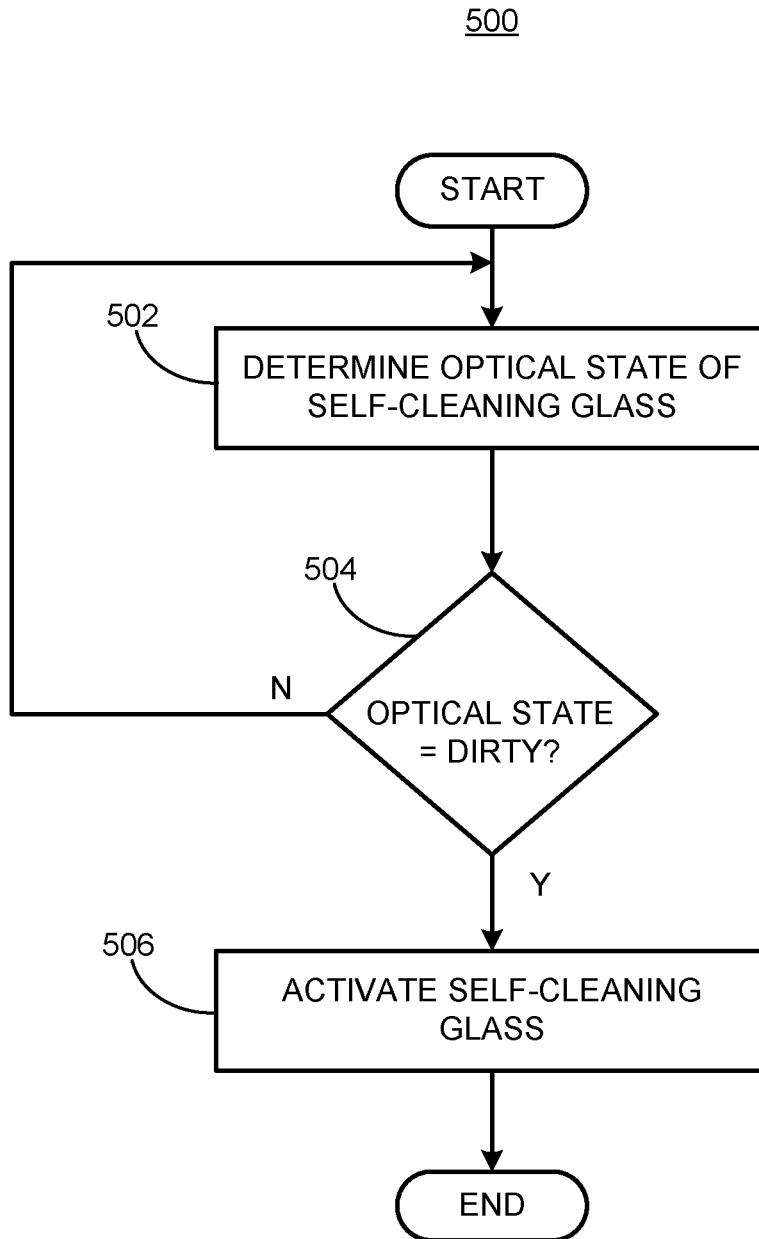 500
START
502
DETERMINE OPTICAL STATE OF
SELF-CLEANING GLASS
504
N
OPTICAL STATE
= DIRTY?
Y
506
ACTIVATE SELF-CLEANING
GLASS
END